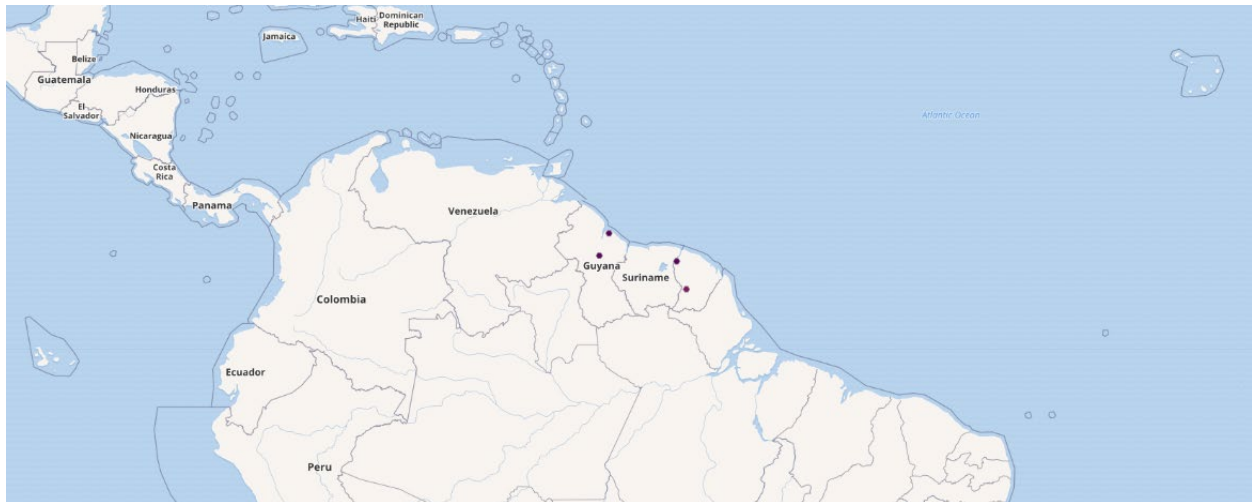 Haiti
Dominican
Republic
Jamaica
Belize
Guatemala
Honduras
El
Salvador
Nicaragua
Atlantic Ocean
Costa
Rica
Panama
Venezuela
Guyana
Suriname
Colombia
Ecuador
Peru